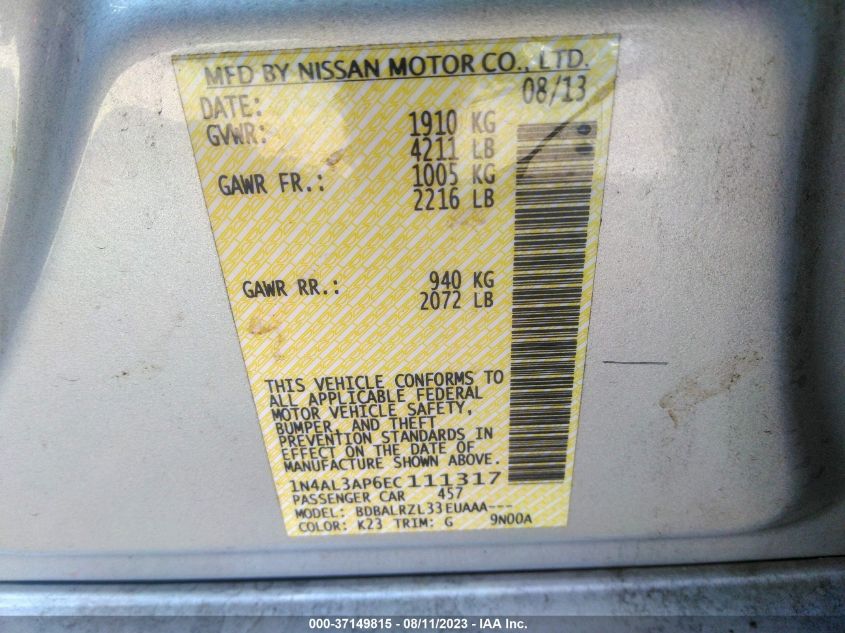 MFD BY NISSAN MOTOR CO., LTD.
DATE: 08/13
GVWR: 1910 KG
4211 LB
GAWR FR.: 1005 KG
2216 LB
GAWR RR.: 940 KG
2072 LB
THIS VEHICLE CONFORMS TO
ALL APPLICABLE FEDERAL
MOTOR VEHICLE SAFETY,
BUMPER, AND THEFT
PREVENTION STANDARDS IN
EFFECT ON THE DATE OF
MANUFACTURE SHOWN ABOVE.
1N4AL3AP6EC111317
PASSENGER CAR 457
MODEL: BDBALRZL33EUAAA---
COLOR: K23 TRIM: G 9N00A
000-37149815 - 08/11/2023 - IAA Inc.